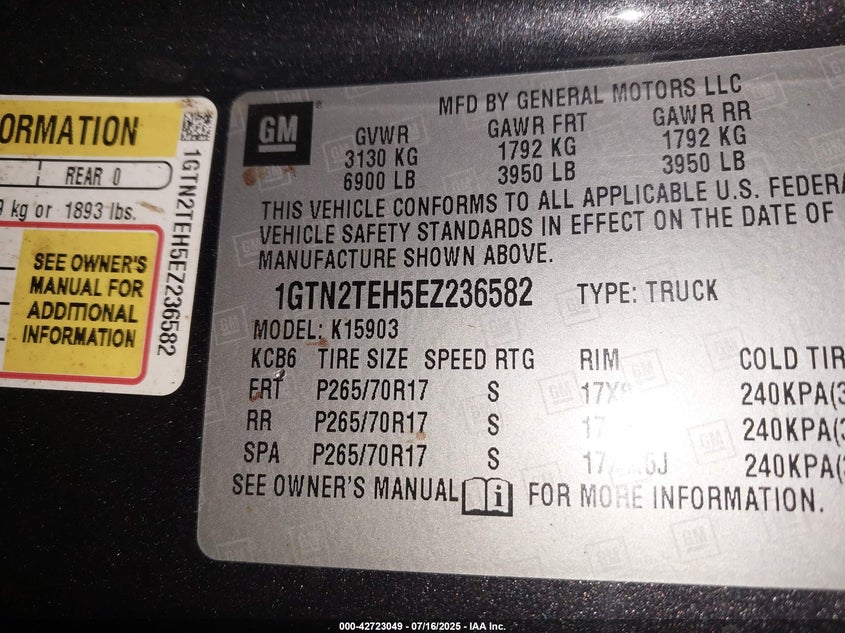 ORMATION
REAR 0
kg or 1893 lbs.
SEE OWNER'S
MANUAL FOR
ADDITIONAL
INFORMATION
1GTN2TEH5EZ236582
GM
MFD BY GENERAL MOTORS LLC
GVWR GAWR FRT GAWR RR
3130 KG 1792 KG 1792 KG
6900 LB 3950 LB 3950 LB
THIS VEHICLE CONFORMS TO ALL APPLICABLE U.S. FEDERA
VEHICLE SAFETY STANDARDS IN EFFECT ON THE DATE OF
MANUFACTURE SHOWN ABOVE.
1GTN2TEH5EZ236582 TYPE: TRUCK
MODEL: K15903
KCB6 TIRE SIZE SPEED RTG RIM COLD TIR
FRT P265/70R17 S 240KPA(3
RR P265/70R17 S 240KPA(3
SPA P265/70R17 S 240KPA(3
SEE OWNER'S MANUAL FOR MORE INFORMATION.
000-42723049 - 07/16/2025 - IAA Inc.